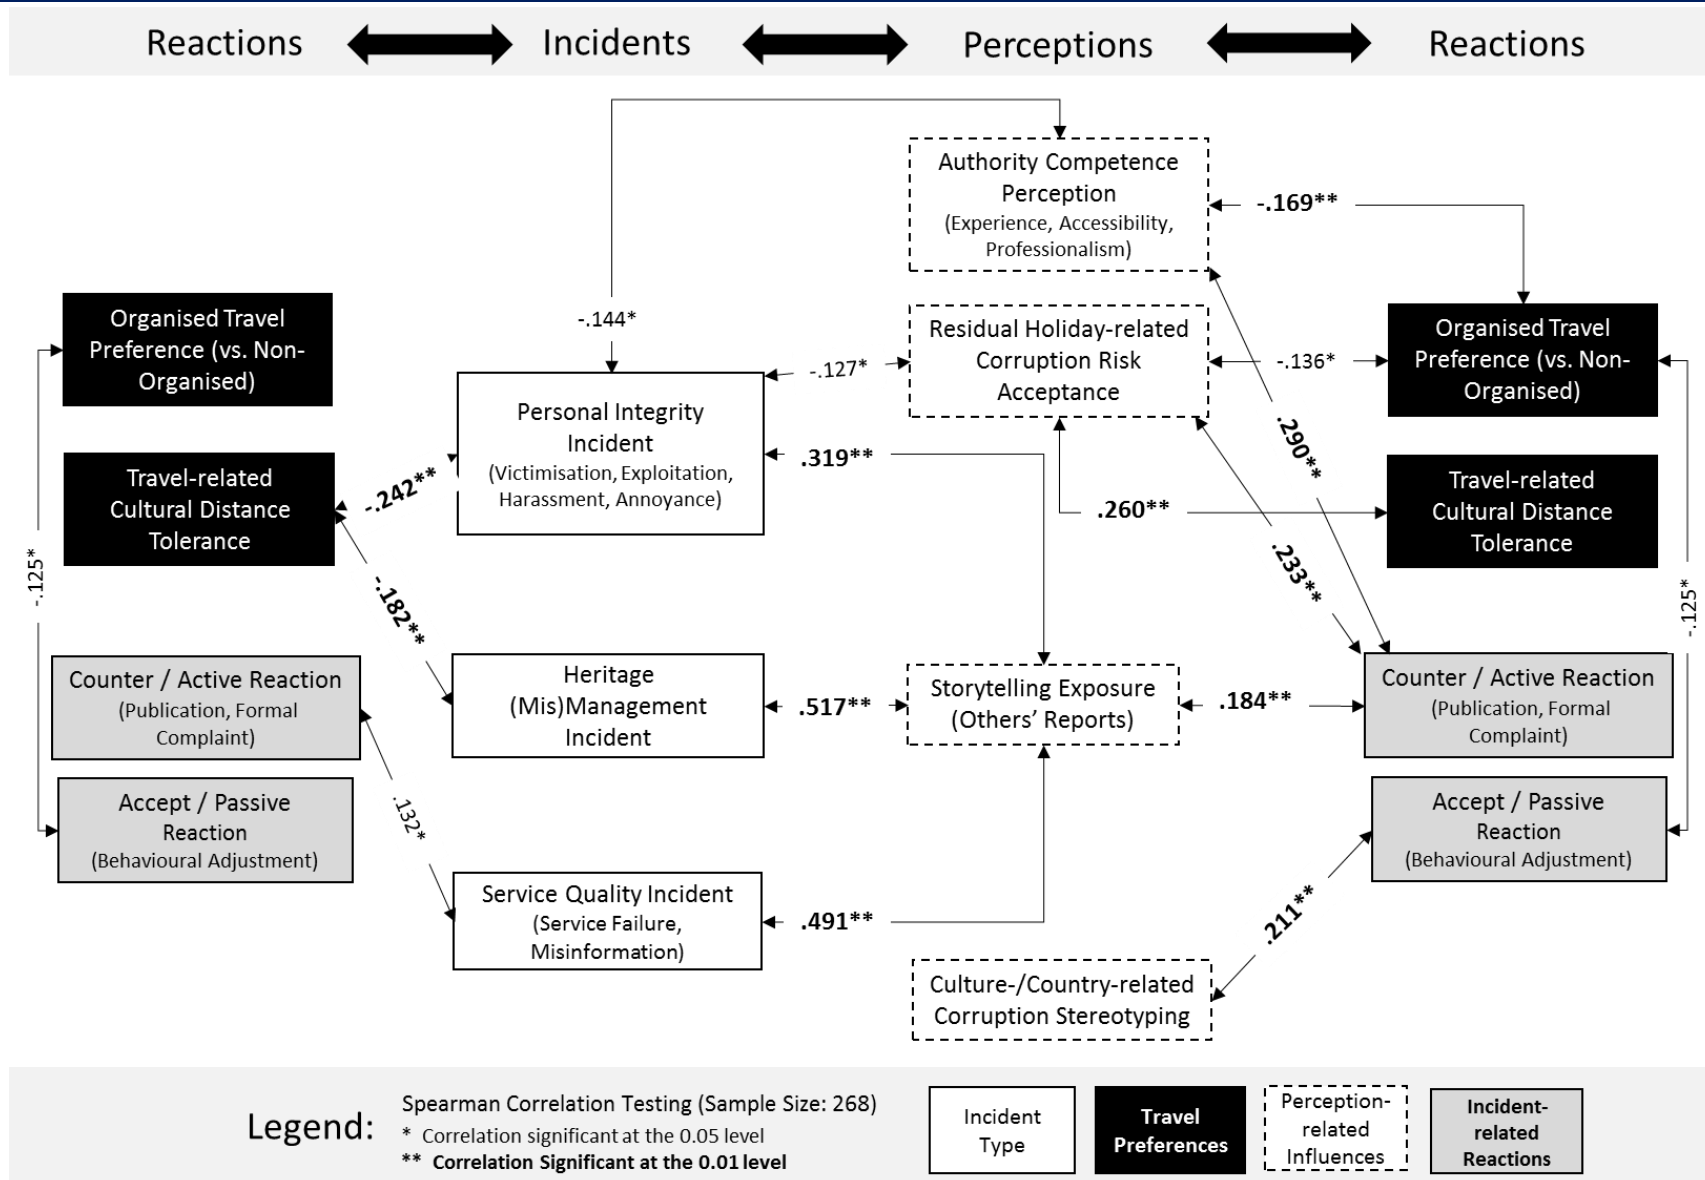 Reactions
Incidents
Perceptions
Reactions
Authority Competence
Perception
(Experience, Accessibility,
Professionalism)
-.169**
-.144*
Organised Travel
Preference (vs. Non-
Organised)
Residual Holiday-related
Corruption Risk
Acceptance
-.127*
-.136*
Organised Travel
Preference (vs. Non-
Organised)
Personal Integrity
Incident
(Victimisation, Exploitation,
Harassment, Annoyance)
.319**
.290**
Travel-related
Cultural Distance
Tolerance
-.242**
.260**
Travel-related
Cultural Distance
Tolerance
-.125*
-.182**
.233**
-.125*
Counter / Active Reaction
(Publication, Formal
Complaint)
Heritage
(Mis)Management
Incident
.517**
Storytelling Exposure
(Others’ Reports)
.184**
Counter / Active Reaction
(Publication, Formal
Complaint)
Accept / Passive
Reaction
(Behavioural Adjustment)
.132*
Accept / Passive
Reaction
(Behavioural Adjustment)
Service Quality Incident
(Service Failure,
Misinformation)
.491**
.211**
Culture-/Country-related
Corruption Stereotyping
Legend:
Spearman Correlation Testing (Sample Size: 268)
* Correlation significant at the 0.05 level
** Correlation Significant at the 0.01 level
Incident
Type
Travel
Preferences
Perception-
related
Influences
Incident-
related
Reactions